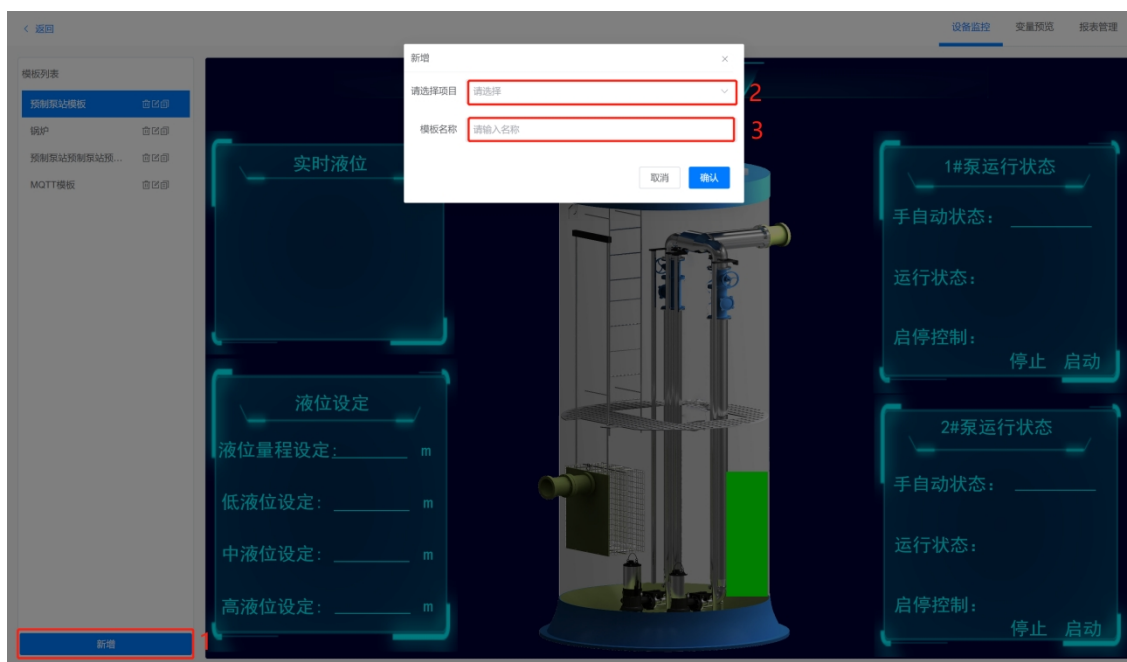 返回
设备监控 变量预览 报表管理
模板列表
预制泵站模板
锅炉
预制泵站预制泵站预...
MQTT模板
新增
1
新增
请选择项目 请选择
2
模板名称 请输入名称
3
取消 确认
实时液位
液位设定
液位量程设定: m
低液位设定: m
中液位设定: m
高液位设定: m
1#泵运行状态
手自动状态:
运行状态:
启停控制:
停止 启动
2#泵运行状态
手自动状态:
运行状态:
启停控制:
停止 启动